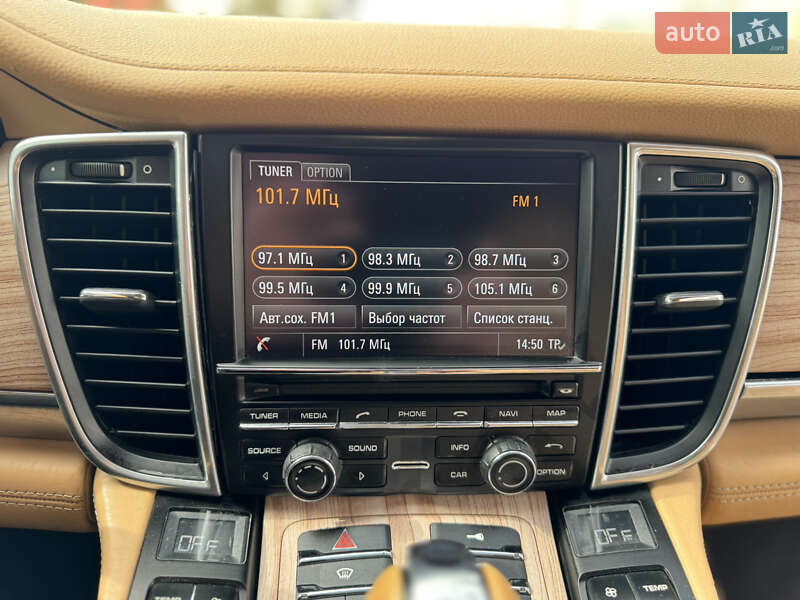 auto RIA .com
TUNER OPTION
101.7 МГц FM 1
97.1 МГц 1 98.3 МГц 2 98.7 МГц 3
99.5 МГц 4 99.9 МГц 5 105.1 МГц 6
Авт.сох. FM1 Выбор частот Список станц.
FM 101.7 МГц 14:50 TP
TUNER MEDIA PHONE NAVI MAP
SOURCE SOUND INFO
CAR OPTION
OFF OFF
TEMP TEMP